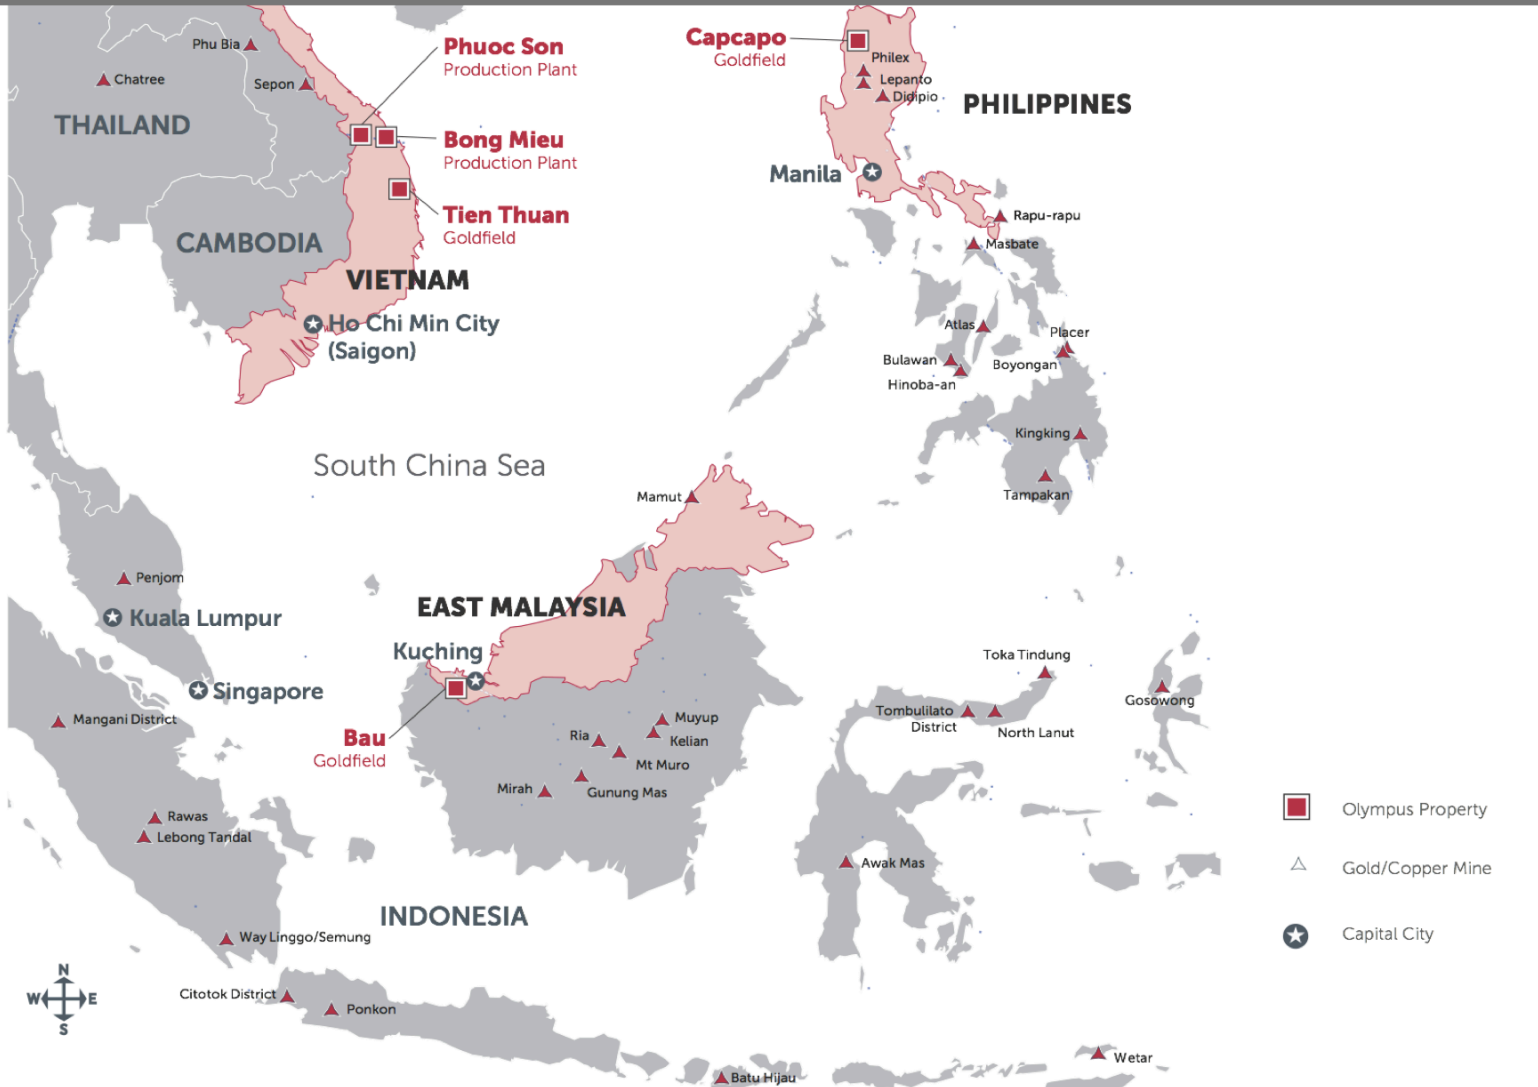 Phu Bia
Chatree
Sepon
THAILAND
Phuoc Son
Production Plant
Bong Mieu
Production Plant
Tien Thuan
Goldfield
CAMBODIA
VIETNAM
Ho Chi Min City
(Saigon)
Capcapo
Goldfield
Philex
Lepanto
Didipio
PHILIPPINES
Manila
Rapu-rapu
Masbate
Atlas
Placer
Bulawan
Boyongan
Hinoba-an
Kingking
Tampakan
South China Sea
Mamut
Penjom
Kuala Lumpur
Singapore
EAST MALAYSIA
Kuching
Bau
Goldfield
Mangani District
Muyup
Ria
Kelian
Mt Muro
Mirah
Gunung Mas
Toka Tindung
Tombulilato
District
North Lanut
Gosowong
Rawas
Lebong Tandal
Awak Mas
INDONESIA
Way Linggo/Semung
Citotok District
Ponkon
Batu Hijau
Wetar
N
W
E
S
Olympus Property
Gold/Copper Mine
Capital City